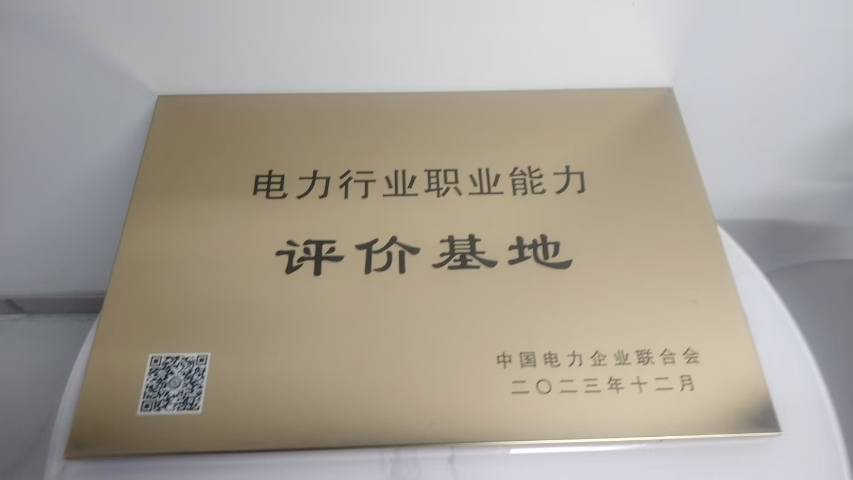 电力行业职业能力
评价基地
中国电力企业联合会
二〇二三年十二月